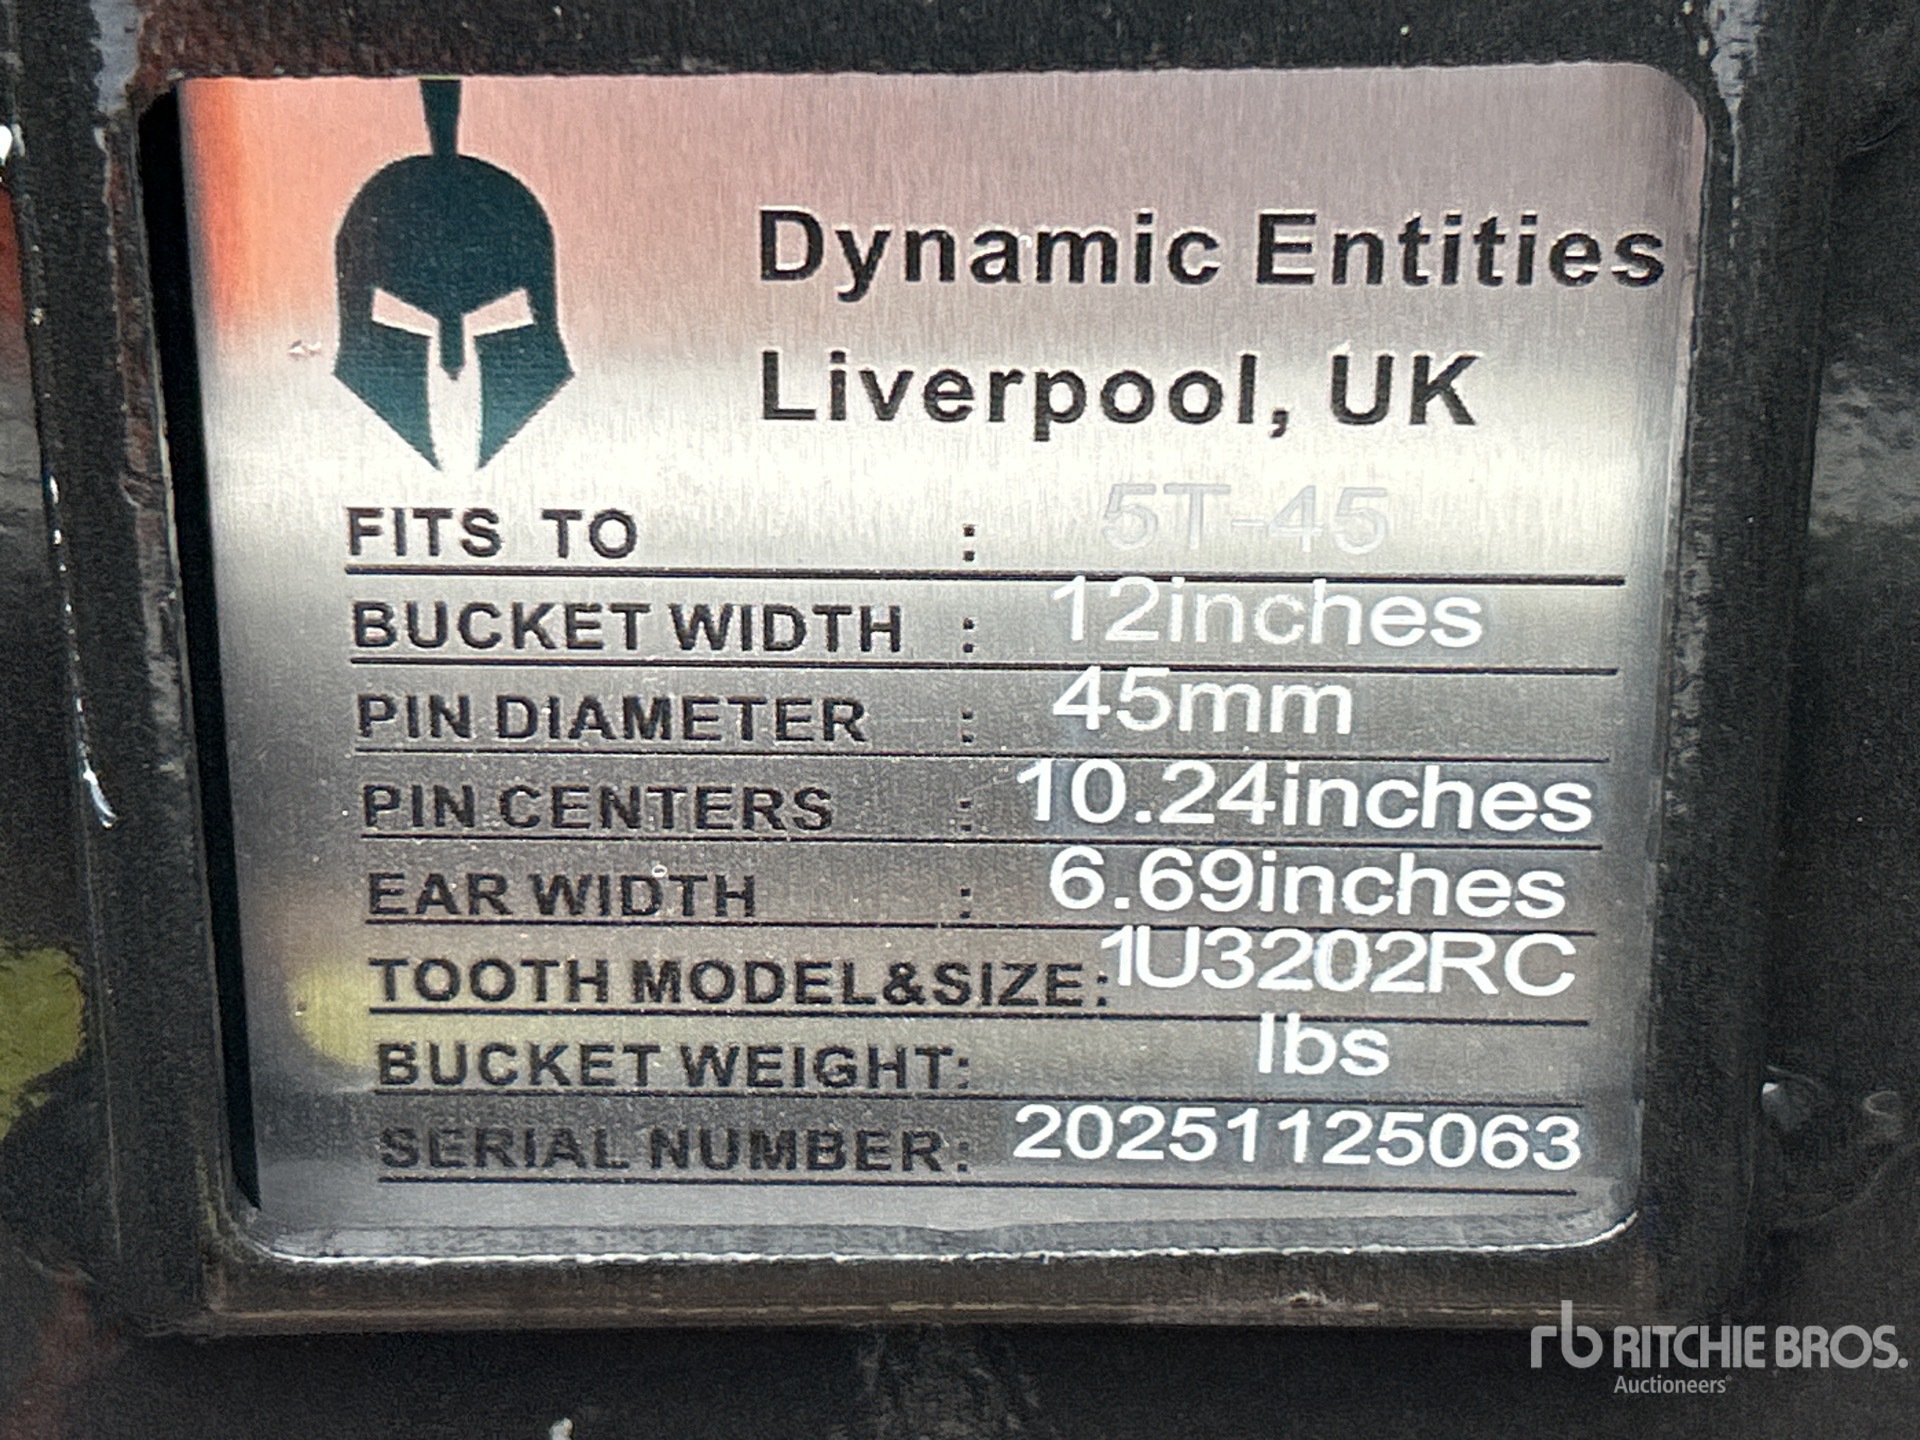 Dynamic Entities
Liverpool, UK
FITS TO : 5T-45
BUCKET WIDTH : 12inches
PIN DIAMETER : 45mm
PIN CENTERS : 10.24inches
EAR WIDTH : 6.69inches
TOOTH MODEL&SIZE: 1U3202RC
BUCKET WEIGHT: lbs
SERIAL NUMBER: 20251125063
rb RITCHIE BROS.
Auctioneers